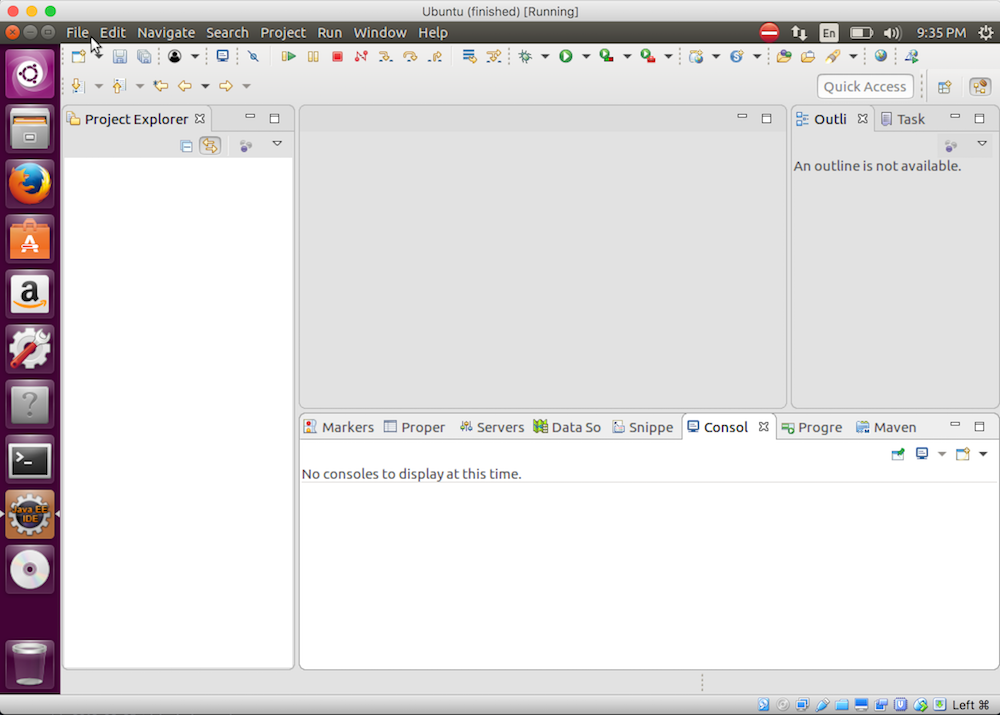 Ubuntu (finished) [Running]
File Edit Navigate Search Project Run Window Help En 9:35 PM
Quick Access
Project Explorer
Outli Task
An outline is not available.
Markers Proper Servers Data So Snippe Consol Progre Maven
No consoles to display at this time.
Java EE
IDE
Left ⌘